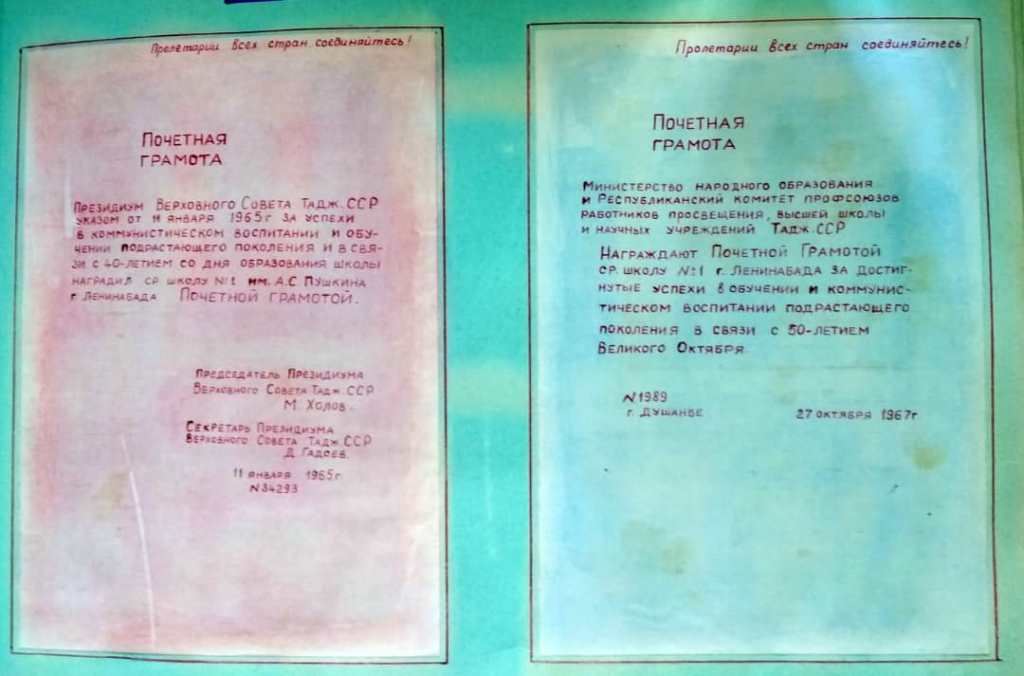 Пролетарии всех стран соединяйтесь!
ПОЧЕТНАЯ
ГРАМОТА
ПРЕЗИДИУМ ВЕРХОВНОГО СОВЕТА ТАДЖ. ССР
УКАЗОМ ОТ 11 ЯНВАРЯ 1965 г. ЗА УСПЕХИ
В КОММУНИСТИЧЕСКОМ ВОСПИТАНИИ И ОБУ-
ЧЕНИИ ПОДРАСТАЮЩЕГО ПОКОЛЕНИЯ И В СВЯ-
ЗИ С 40-ЛЕТИЕМ СО ДНЯ ОБРАЗОВАНИЯ ШКОЛЫ
НАГРАДИЛ СР ШКОЛУ №1 ИМ. А.С. ПУШКИНА
г. ЛЕНИНАБАДА ПОЧЕТНОЙ ГРАМОТОЙ.
ПРЕДСЕДАТЕЛЬ ПРЕЗИДИУМА
ВЕРХОВНОГО СОВЕТА ТАДЖ. ССР
М. ХОЛОВ.
СЕКРЕТАРЬ ПРЕЗИДИУМА
ВЕРХОВНОГО СОВЕТА ТАДЖ. ССР
Д. ГАДОЕВ.
11 ЯНВАРЯ 1965 г.
N 34293
Пролетарии всех стран соединяйтесь!
ПОЧЕТНАЯ
ГРАМОТА
МИНИСТЕРСТВО НАРОДНОГО ОБРАЗОВАНИЯ
И РЕСПУБЛИКАНСКИЙ КОМИТЕТ ПРОФСОЮЗОВ
РАБОТНИКОВ ПРОСВЕЩЕНИЯ, ВЫСШЕЙ ШКОЛЫ
И НАУЧНЫХ УЧРЕЖДЕНИЙ ТАДЖ. ССР
НАГРАЖДАЮТ ПОЧЕТНОЙ ГРАМОТОЙ
СР. ШКОЛУ №1 г. ЛЕНИНАБАДА ЗА ДОСТИГ-
НУТЫЕ УСПЕХИ В ОБУЧЕНИИ И КОММУНИС-
ТИЧЕСКОМ ВОСПИТАНИИ ПОДРАСТАЮЩЕГО
ПОКОЛЕНИЯ В СВЯЗИ С 50-ЛЕТИЕМ
ВЕЛИКОГО ОКТЯБРЯ
N 1989
г. ДУШАНБЕ 27 ОКТЯБРЯ 1967г